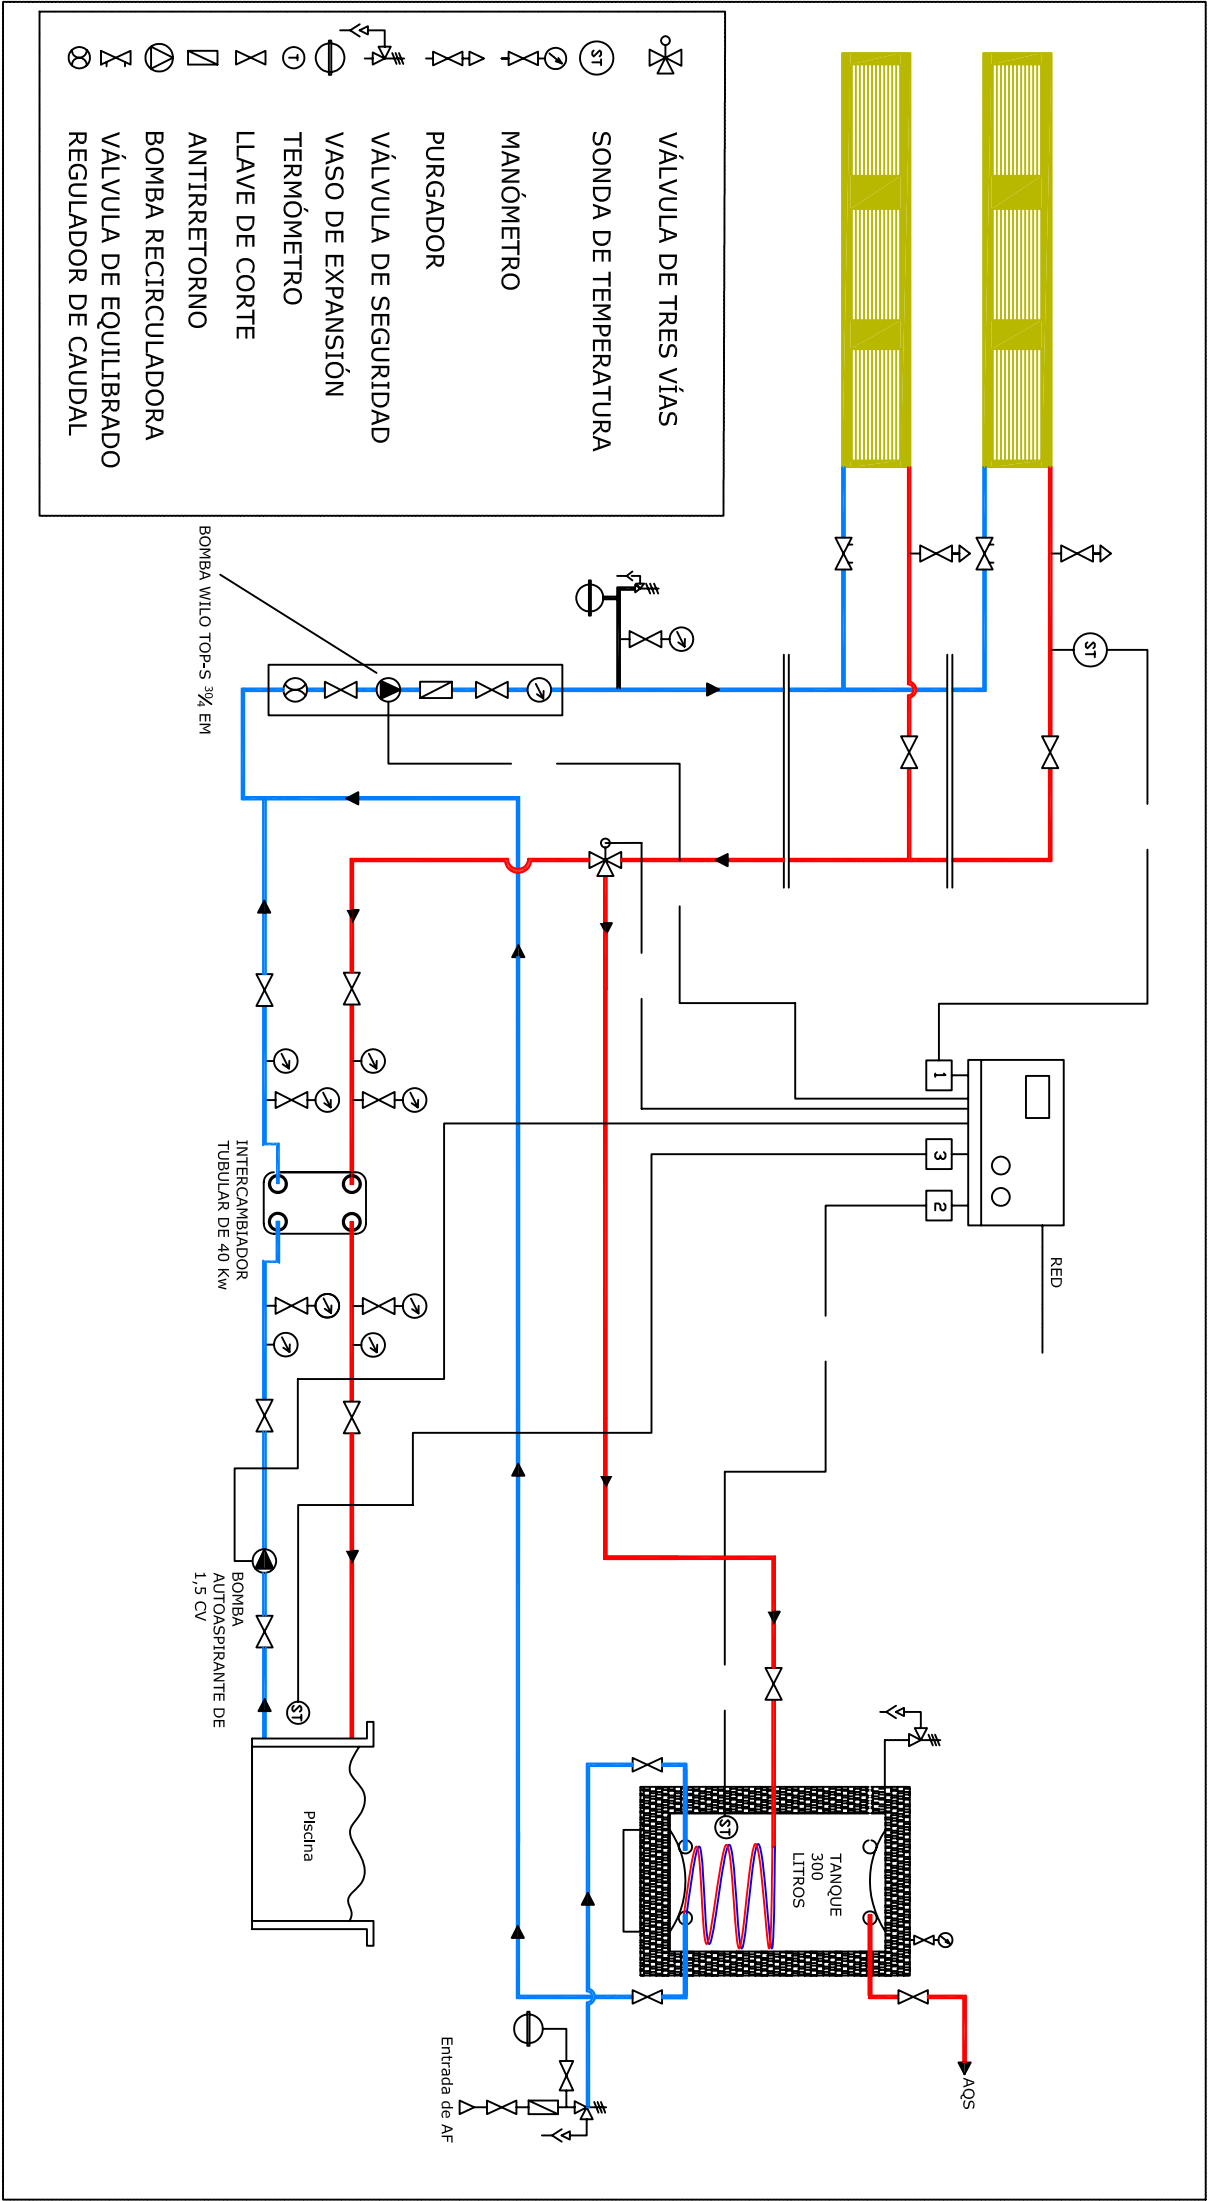 VÁLVULA DE TRES VÍAS
ST
SONDA DE TEMPERATURA
MANÓMETRO
PURGADOR
VÁLVULA DE SEGURIDAD
VASO DE EXPANSIÓN
T
TERMÓMETRO
LLAVE DE CORTE
ANTIRRETORNO
BOMBA RECIRCULADORA
VÁLVULA DE EQUILIBRADO
REGULADOR DE CAUDAL
ST
BOMBA WILO TOP-S 30/4 EM
1
3
2
RED
INTERCAMBIADOR
TUBULAR DE 40 Kw
BOMBA
AUTOASPIRANTE DE
1,5 CV
ST
Piscina
ST
TANQUE
300
LITROS
AQS
Entrada de AF